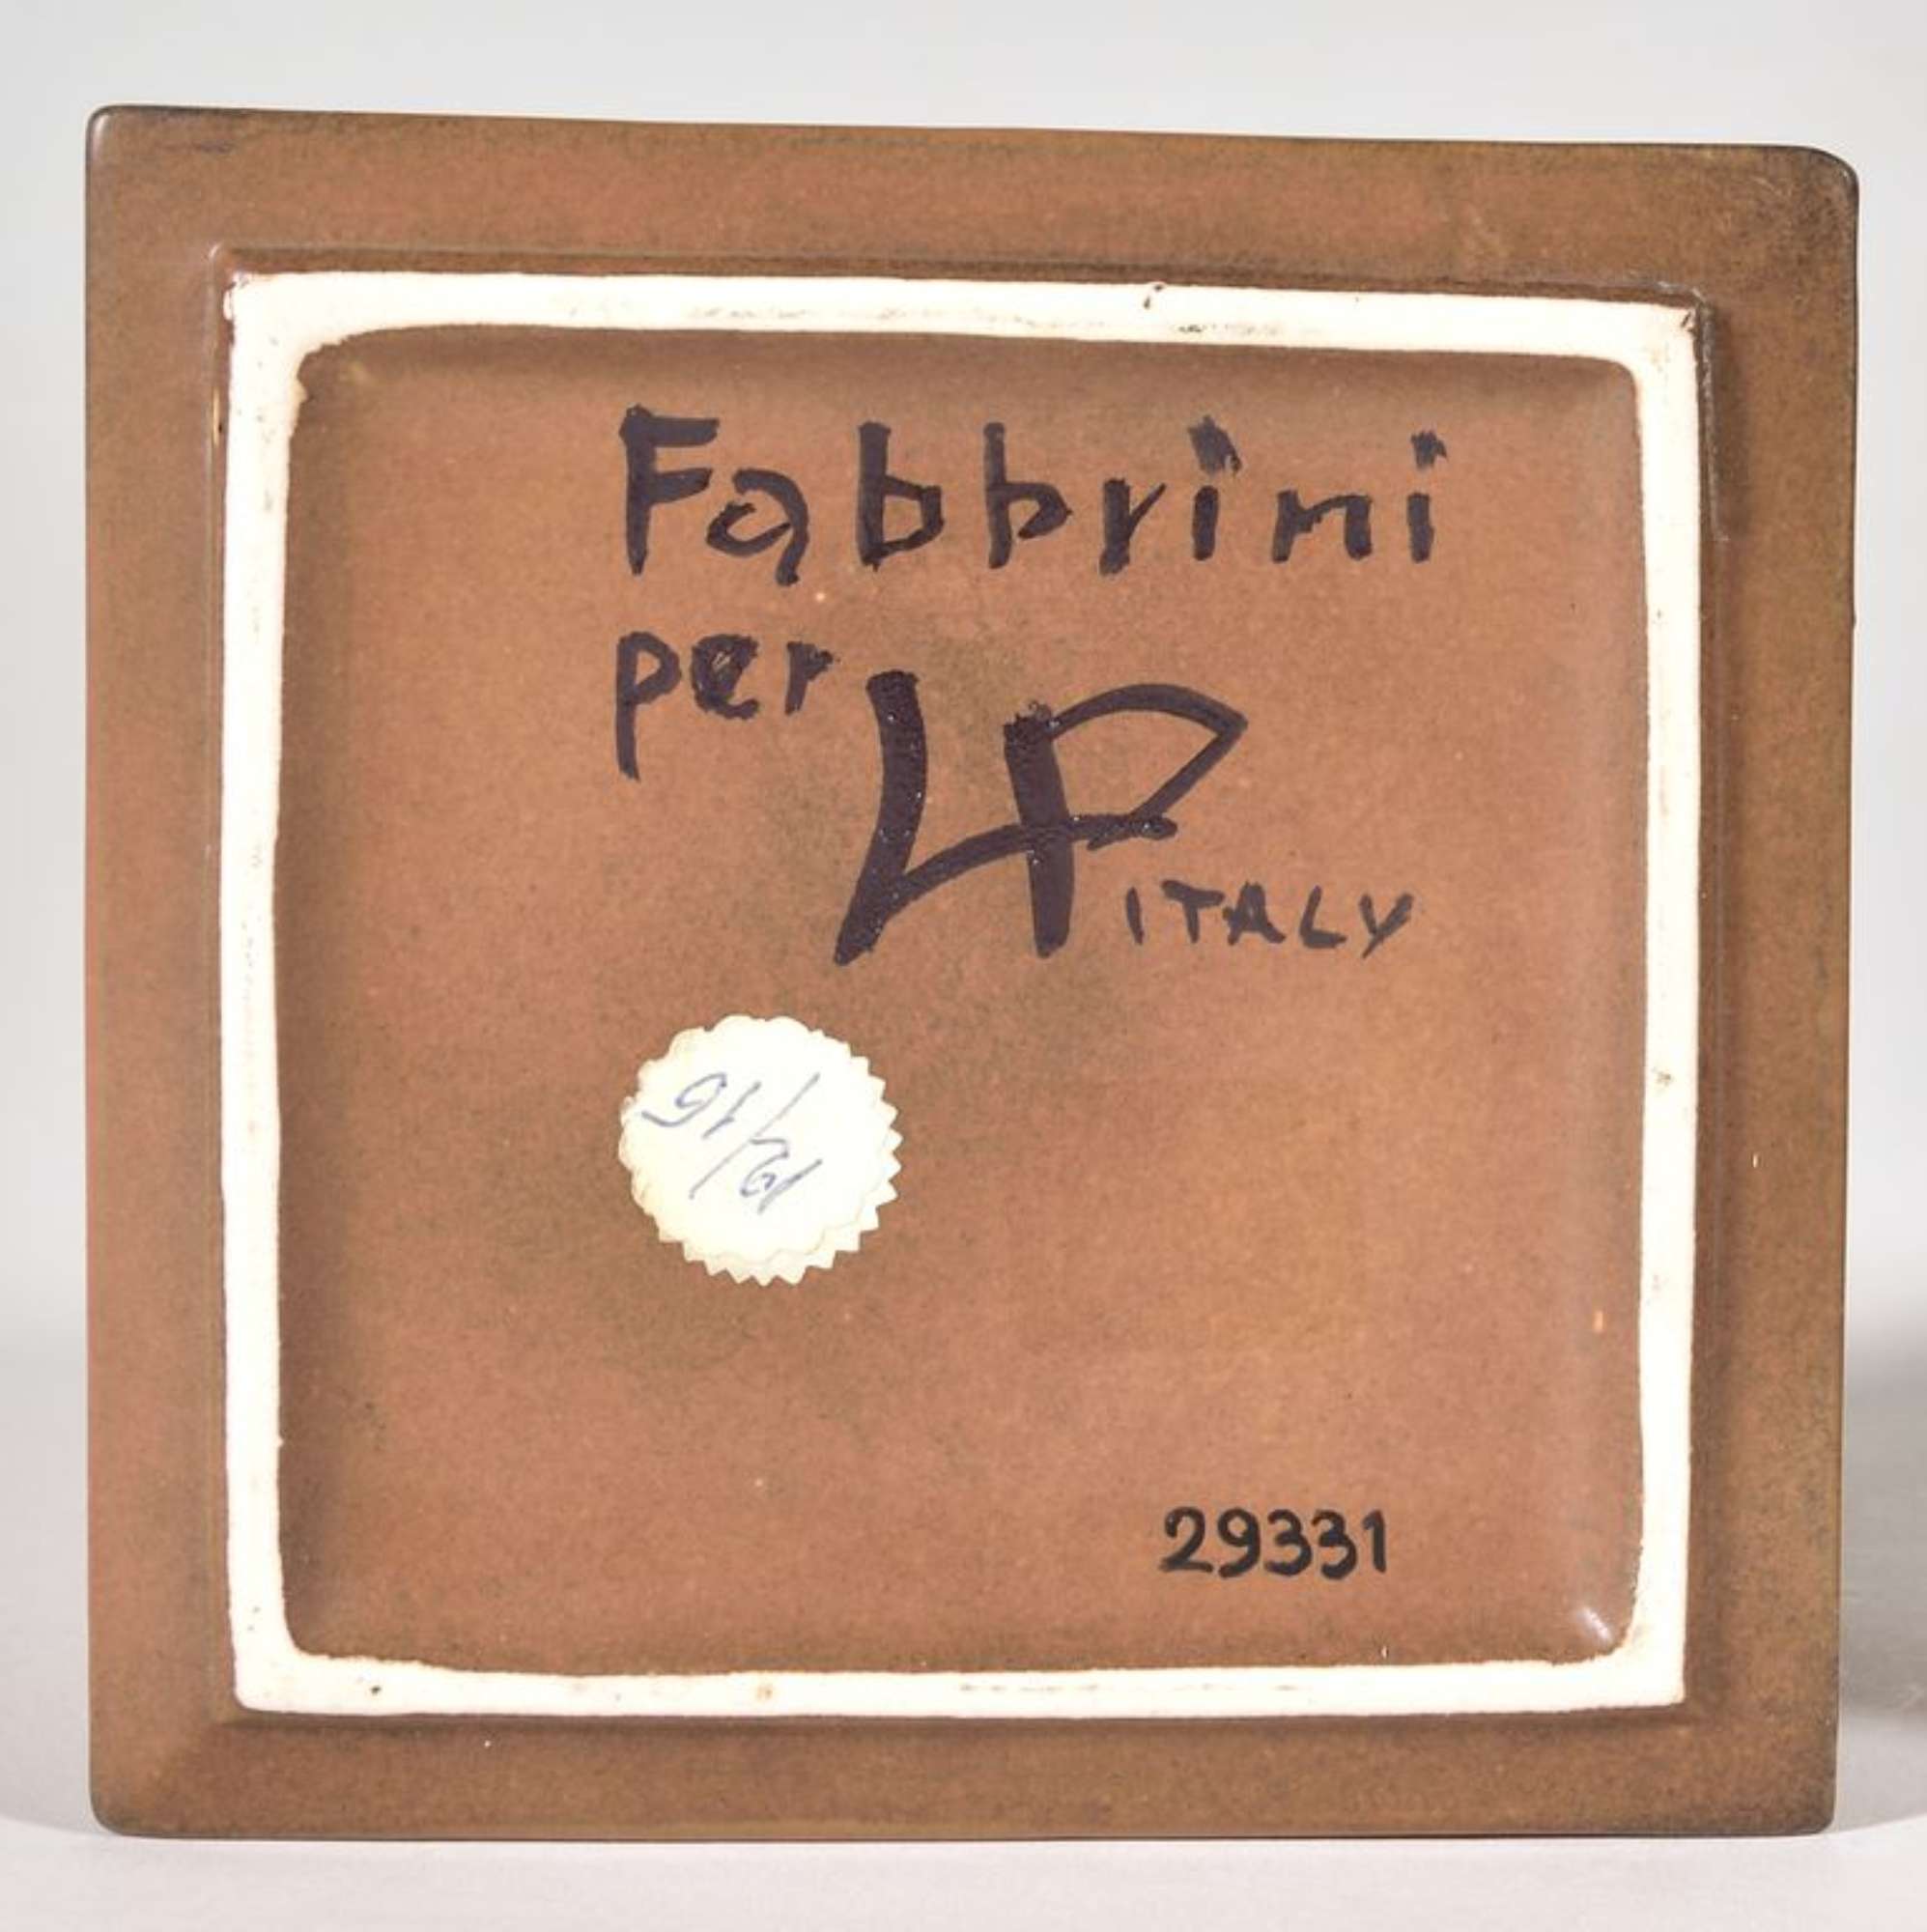 Fabbrini
per LP ITALY
29331